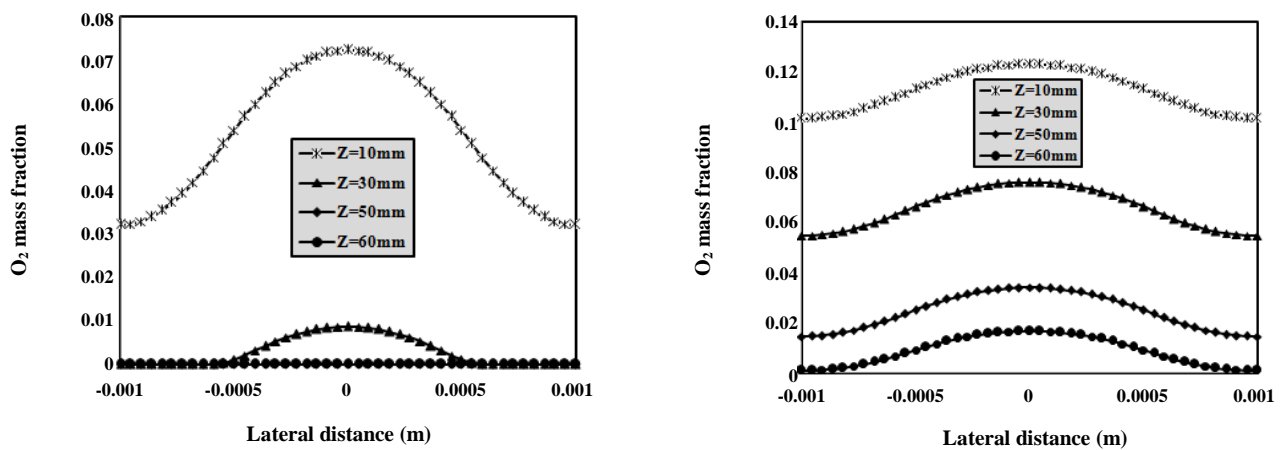 0.08
0.07
0.06
0.05
0.04
0.03
0.02
0.01
0
O₂ mass fraction
Z=10mm
Z=30mm
Z=50mm
Z=60mm
-0.001
-0.0005
0
0.0005
0.001
Lateral distance (m)
0.14
0.12
0.1
0.08
0.06
0.04
0.02
0
O₂ mass fraction
Z=10mm
Z=30mm
Z=50mm
Z=60mm
-0.001
-0.0005
0
0.0005
0.001
Lateral distance (m)